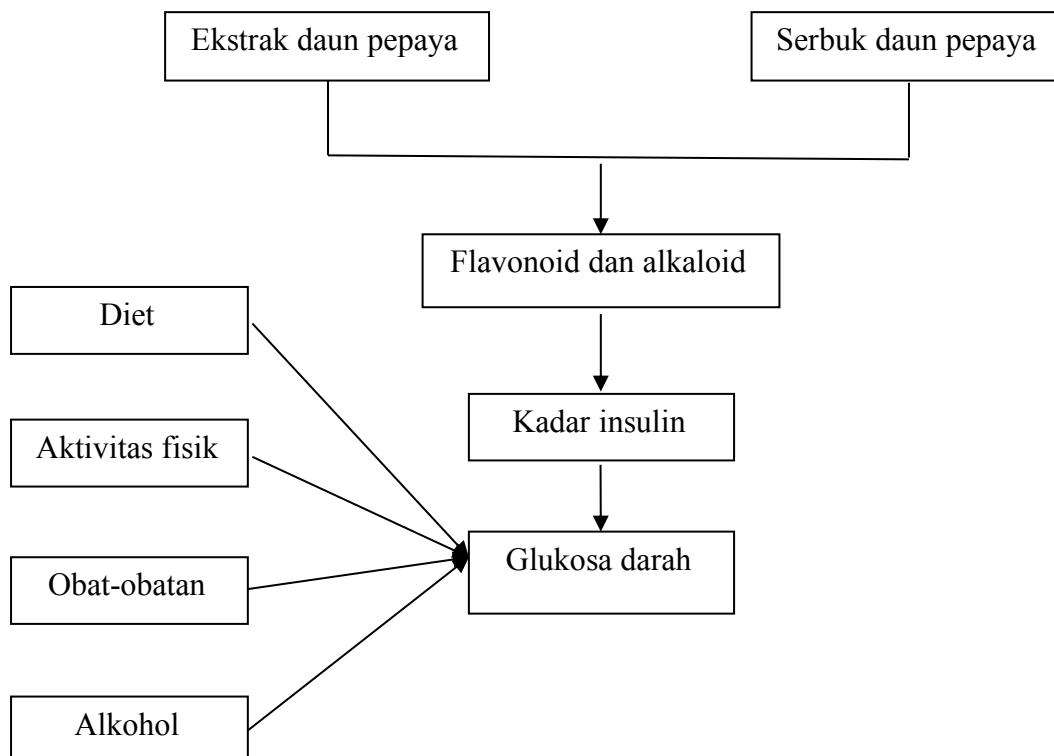 Ekstrak daun pepaya
Serbuk daun pepaya
Flavonoid dan alkaloid
Diet
Kadar insulin
Aktivitas fisik
Glukosa darah
Obat-obatan
Alkohol